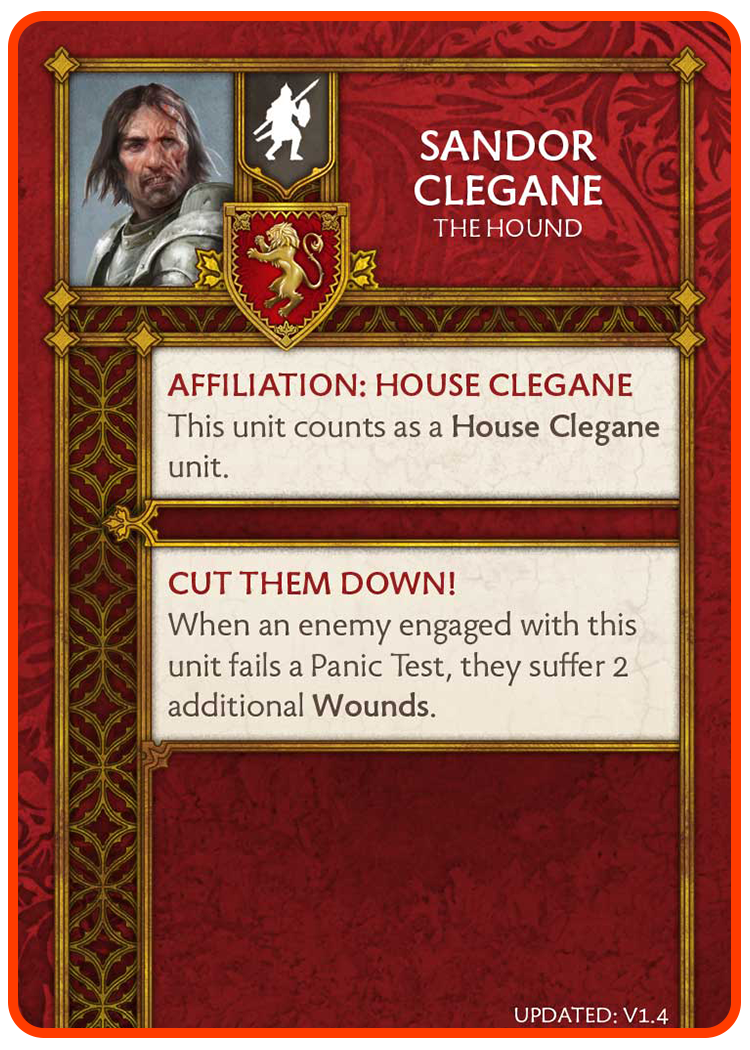 SANDOR
CLEGANE
THE HOUND
AFFILIATION: HOUSE CLEGANE
This unit counts as a House Clegane
unit.
CUT THEM DOWN!
When an enemy engaged with this
unit fails a Panic Test, they suffer 2
additional Wounds.
UPDATED: V1.4